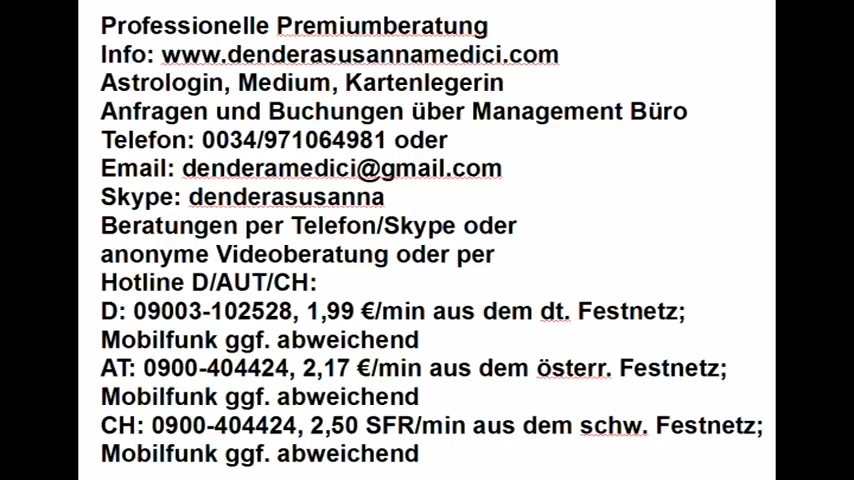 Professionelle Premiumberatung
Info: www.denderasusannamedici.com
Astrologin, Medium, Kartenlegerin
Anfragen und Buchungen über Management Büro
Telefon: 0034/971064981 oder
Email: denderamedici@gmail.com
Skype: denderasusanna
Beratungen per Telefon/Skype oder
anonyme Videoberatung oder per
Hotline D/AUT/CH:
D: 09003-102528, 1,99 €/min aus dem dt. Festnetz;
Mobilfunk ggf. abweichend
AT: 0900-404424, 2,17 €/min aus dem österr. Festnetz;
Mobilfunk ggf. abweichend
CH: 0900-404424, 2,50 SFR/min aus dem schw. Festnetz;
Mobilfunk ggf. abweichend